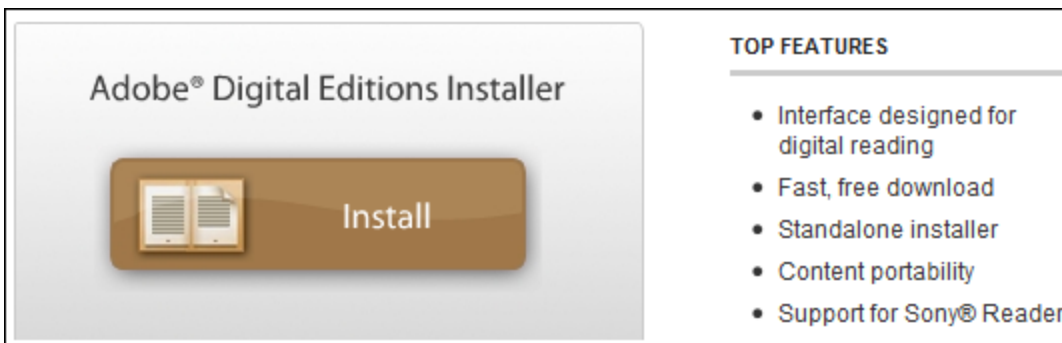 Adobe® Digital Editions Installer
Install
TOP FEATURES
• Interface designed for
digital reading
• Fast, free download
• Standalone installer
• Content portability
• Support for Sony® Reader